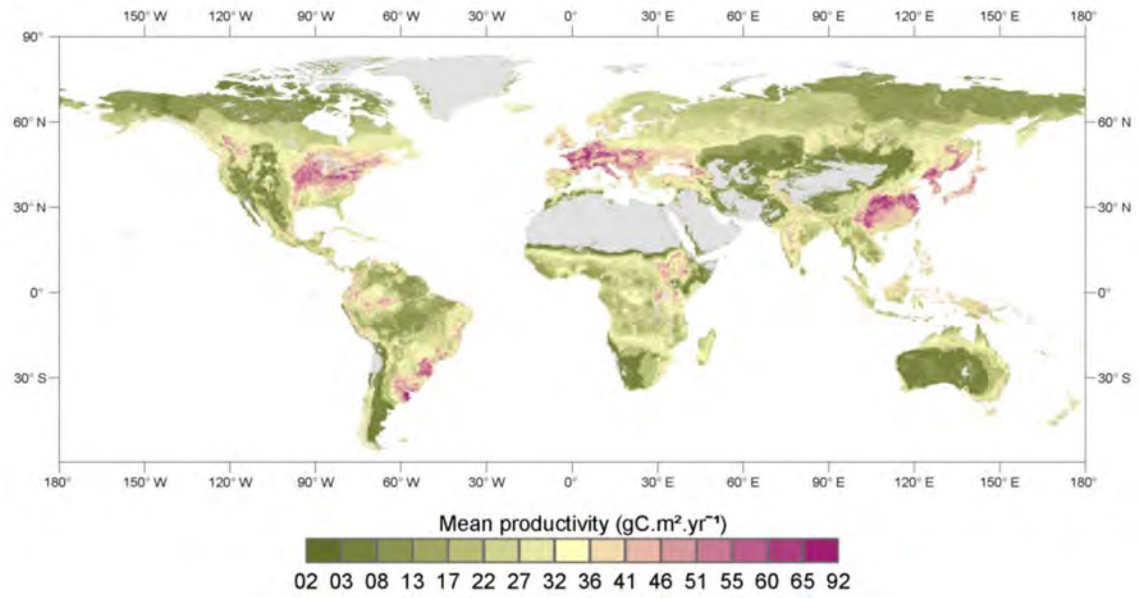 150° W 120° W 90° W 60° W 30° W 0° 30° E 60° E 90° E 120° E 150° E 180°
90°
60° N 60° N
30° N 30° N
0° 0°
30° S 30° S
180 150° W 120° W 90° W 60° W 30° W 0° 30° E 60° E 90° E 120° E 150° E 180°
Mean productivity (gC.m².yr⁻¹)
02 03 08 13 17 22 27 32 36 41 46 51 55 60 65 92